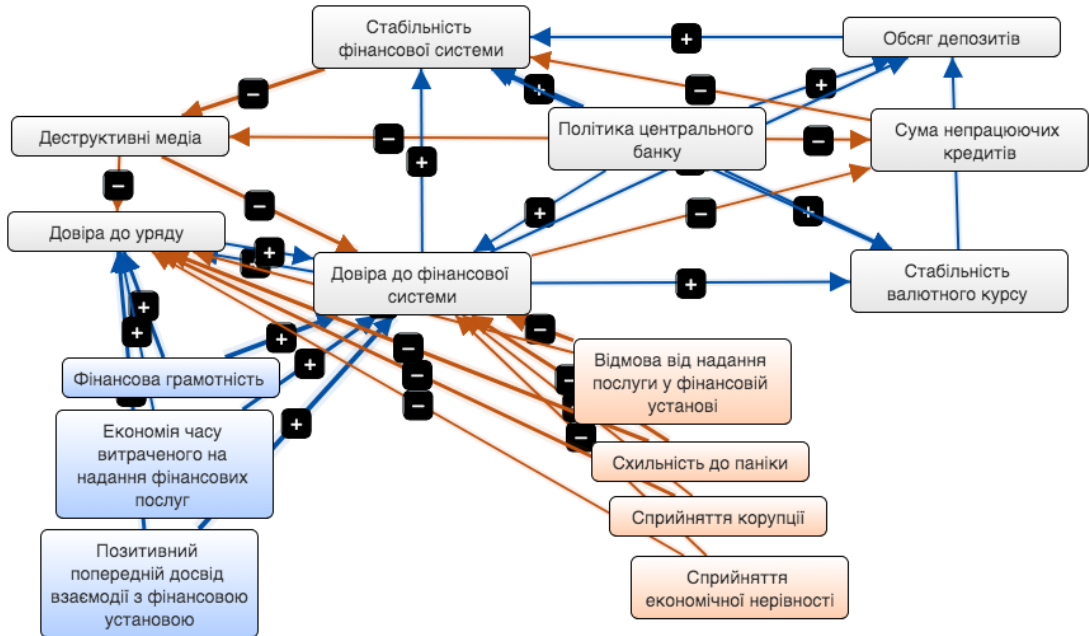 Стабільність
фінансової системи
Обсяг депозитів
+
+
+
−
−
Деструктивні медіа
−
Політика центрального
банку
−
Сума непрацюючих
кредитів
−
+
−
+
−
+
Довіра до уряду
+
Довіра до фінансової
системи
+
Стабільність
валютного курсу
+
+
+
−
−
Відмова від надання
послуги у фінансовій
установі
+
Фінансова грамотність
−
−
−
Економія часу
витраченого на
надання фінансових
послуг
+
−
Схильність до паніки
Сприйняття корупції
Позитивний
попередній досвід
взаємодії з фінансовою
установою
Сприйняття
економічної нерівності